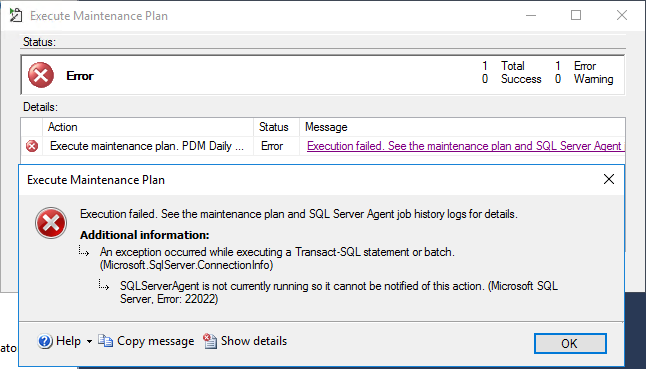 Execute Maintenance Plan
Status:
Error
1 Total 1 Error
0 Success 0 Warning
Details:
Action Status Message
Execute maintenance plan. PDM Daily ... Error Execution failed. See the maintenance plan and SQL Server Agent
Execute Maintenance Plan
Execution failed. See the maintenance plan and SQL Server Agent job history logs for details.
Additional information:
An exception occurred while executing a Transact-SQL statement or batch.
(Microsoft.SqlServer.ConnectionInfo)
SQLServerAgent is not currently running so it cannot be notified of this action. (Microsoft SQL
Server, Error: 22022)
ato
Help Copy message Show details OK